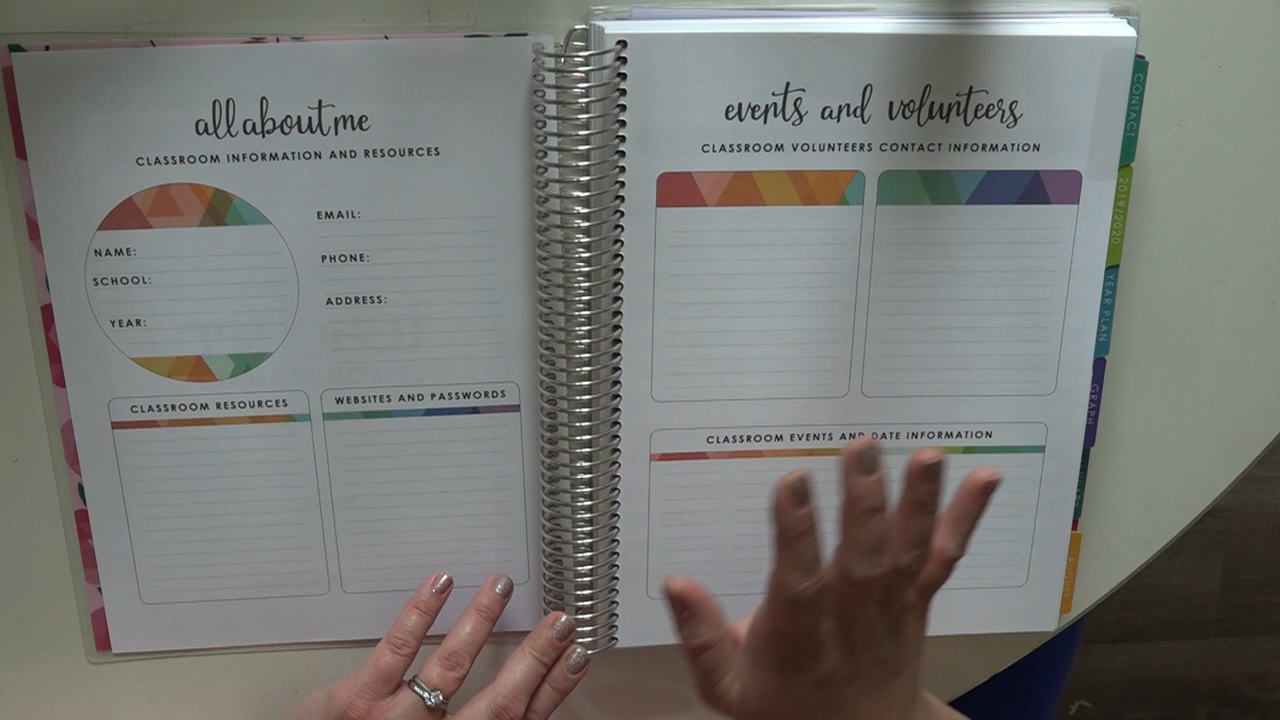 all about me
CLASSROOM INFORMATION AND RESOURCES
NAME:
SCHOOL:
YEAR:
EMAIL:
PHONE:
ADDRESS:
CLASSROOM RESOURCES
WEBSITES AND PASSWORDS
events and volunteers
CLASSROOM VOLUNTEERS CONTACT INFORMATION
CLASSROOM EVENTS AND DATE INFORMATION
CONTACT
2019/2020
YEAR PLAN
GRAPH
AUGUST